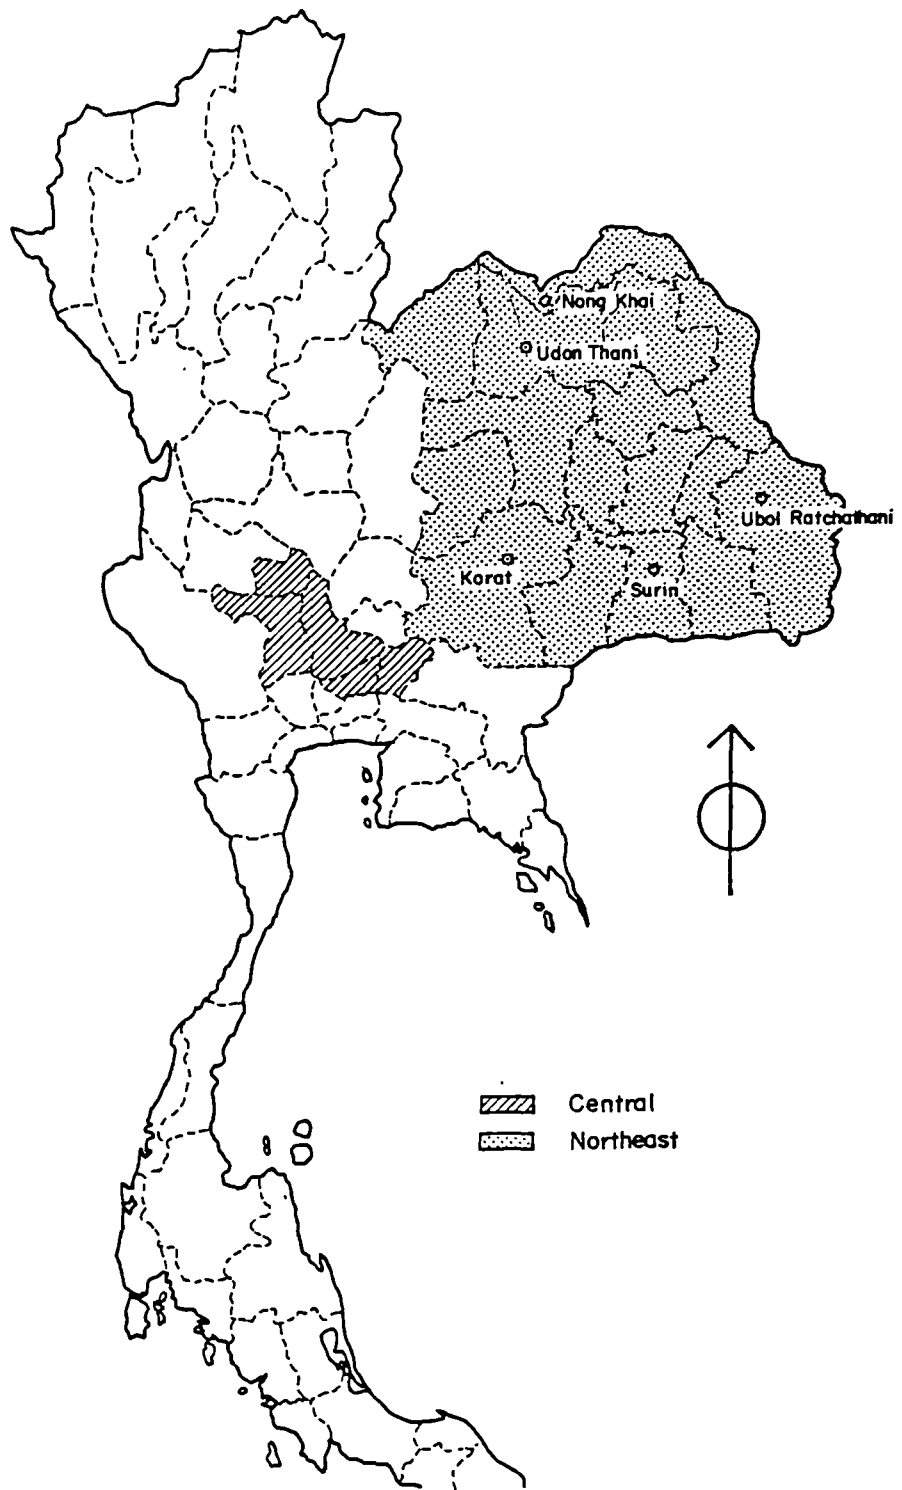 Nong Khai
Udon Thani
Ubol Ratchathani
Korat
Surin
Central
Northeast